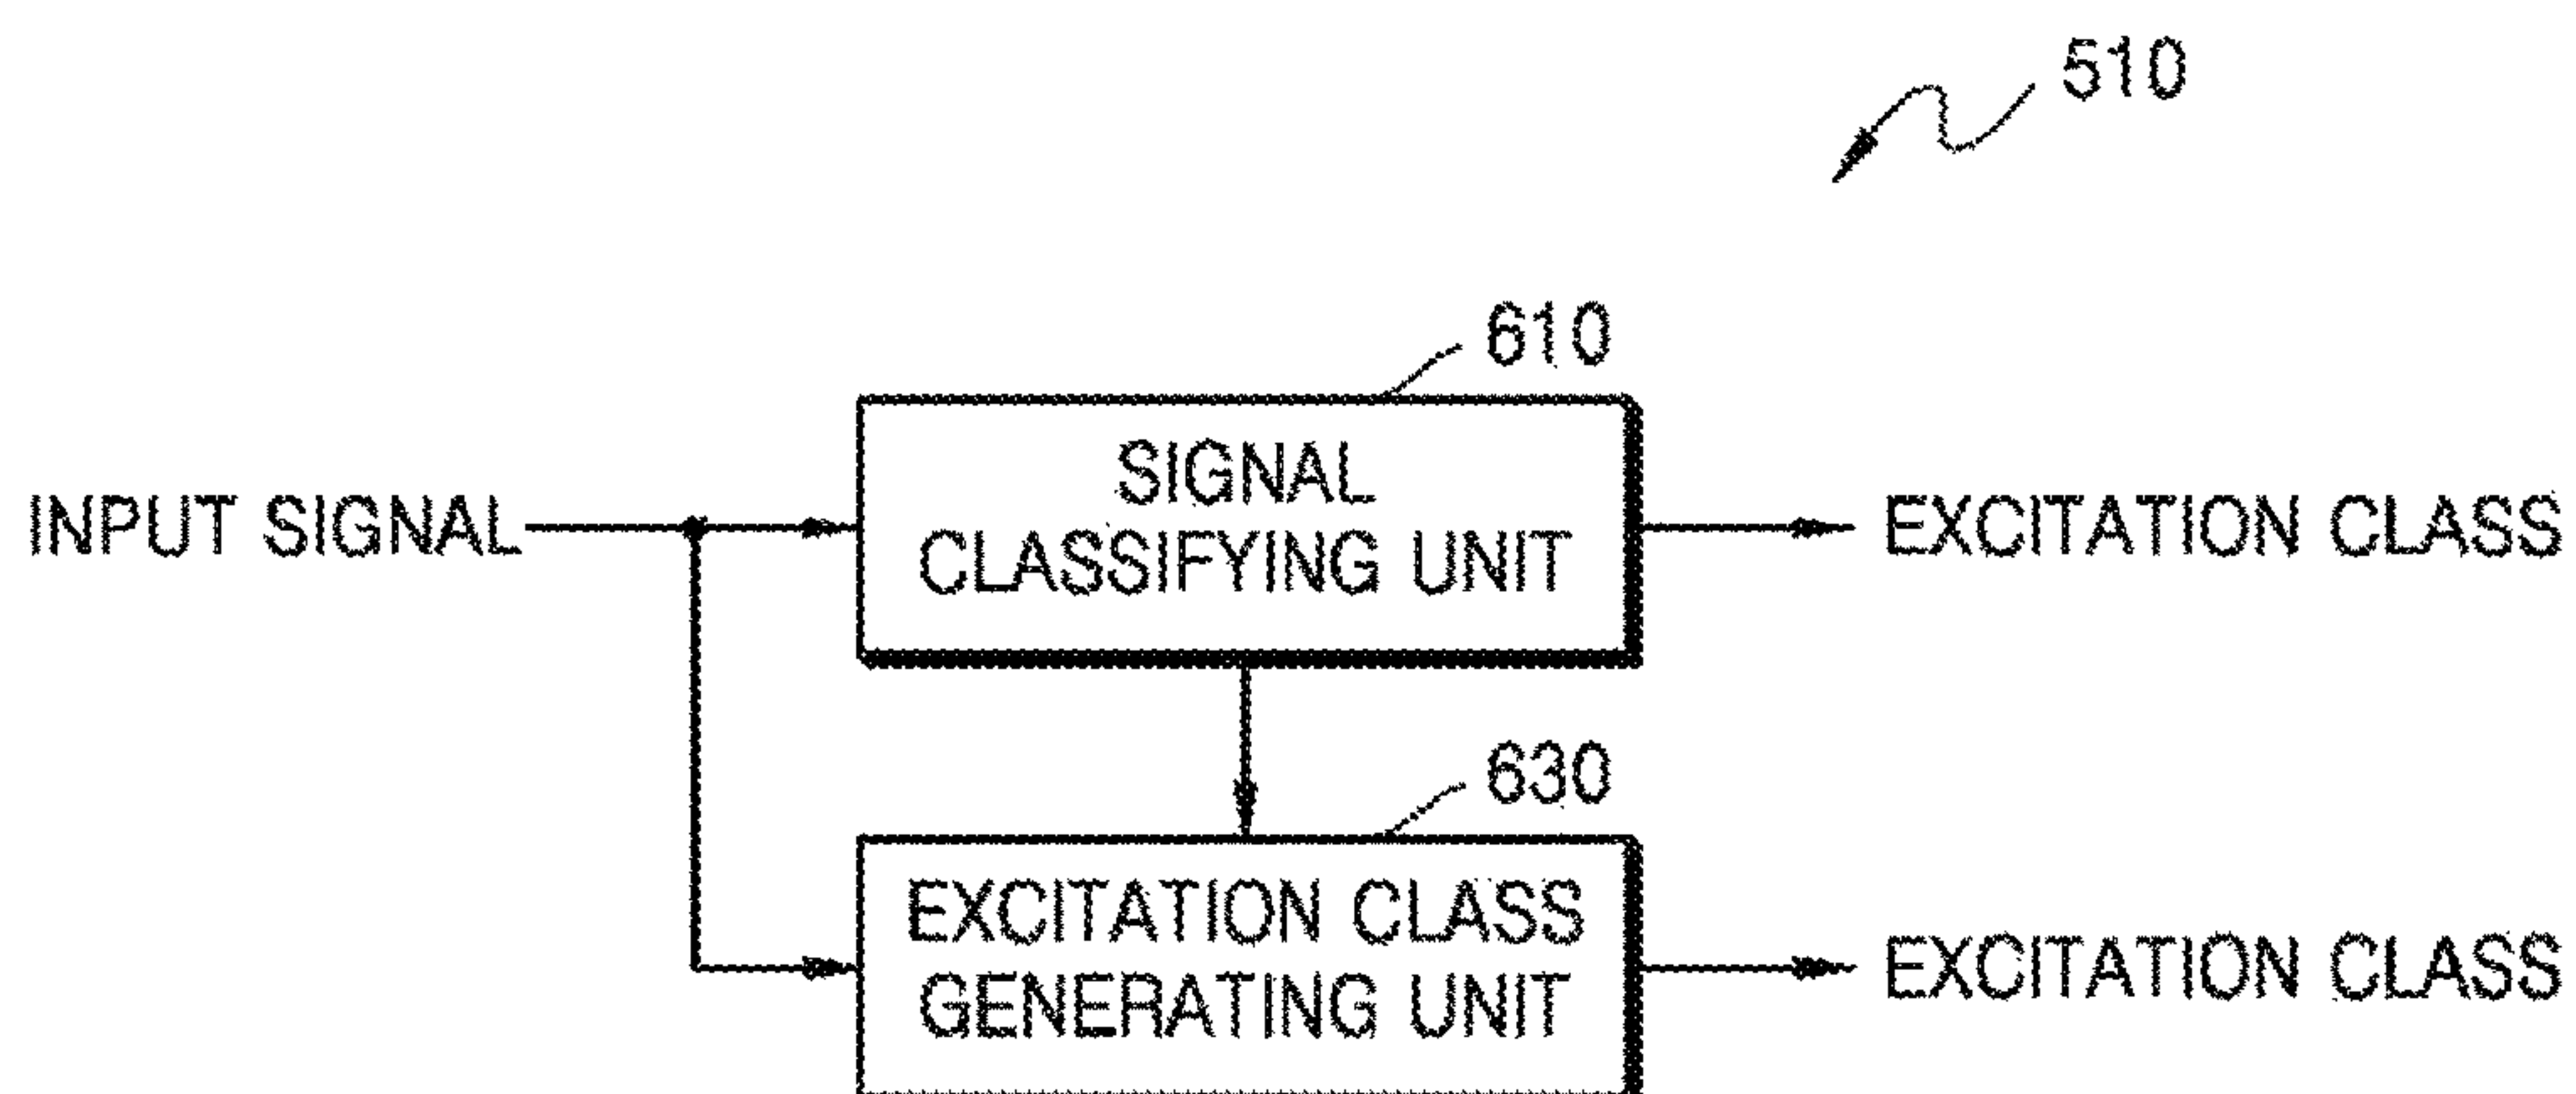 510
610
SIGNAL
CLASSIFYING UNIT
INPUT SIGNAL
EXCITATION CLASS
630
EXCITATION CLASS
GENERATING UNIT
EXCITATION CLASS